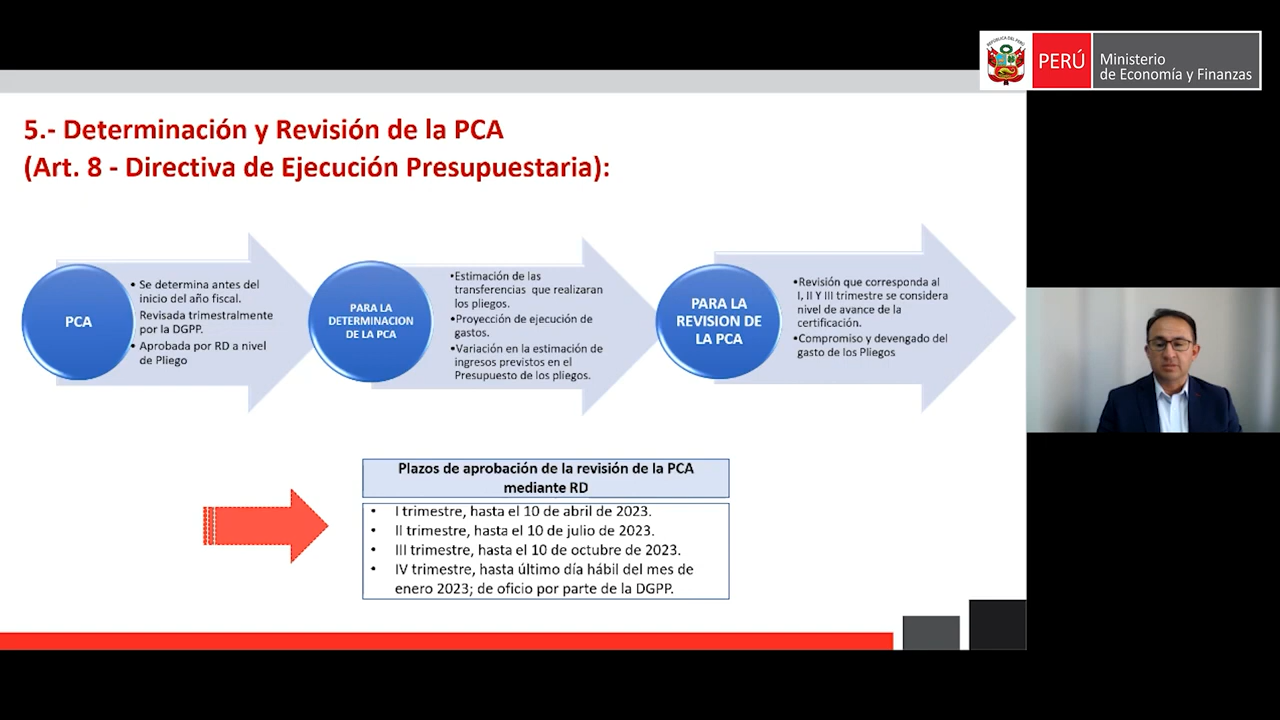 REPÚBLICA DEL PERÚ
PERÚ
Ministerio
de Economía y Finanzas
5.- Determinación y Revisión de la PCA
(Art. 8 - Directiva de Ejecución Presupuestaria):
PCA
• Se determina antes del
inicio del año fiscal.
Revisada trimestralmente
por la DGPP.
• Aprobada por RD a nivel
de Pliego
PARA LA
DETERMINACION
DE LA PCA
•Estimación de las
transferencias que realizaran
los pliegos.
•Proyección de ejecución de
gastos.
•Variación en la estimación de
ingresos previstos en el
Presupuesto de los pliegos.
PARA LA
REVISION DE
LA PCA
•Revisión que corresponda al
I, II Y III trimestre se considera
nivel de avance de la
certificación.
•Compromiso y devengado del
gasto de los Pliegos
Plazos de aprobación de la revisión de la PCA
mediante RD
• I trimestre, hasta el 10 de abril de 2023.
• II trimestre, hasta el 10 de julio de 2023.
• III trimestre, hasta el 10 de octubre de 2023.
• IV trimestre, hasta último día hábil del mes de
enero 2023; de oficio por parte de la DGPP.